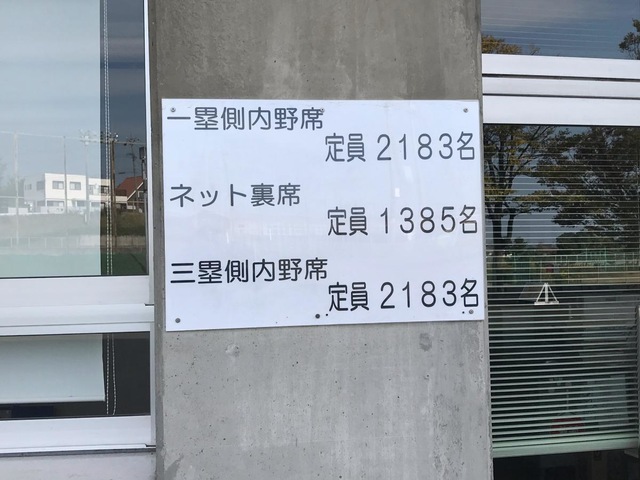 一塁側内野席
定員 2183名
ネット裏席
定員 1385名
三塁側内野席
定員 2183名